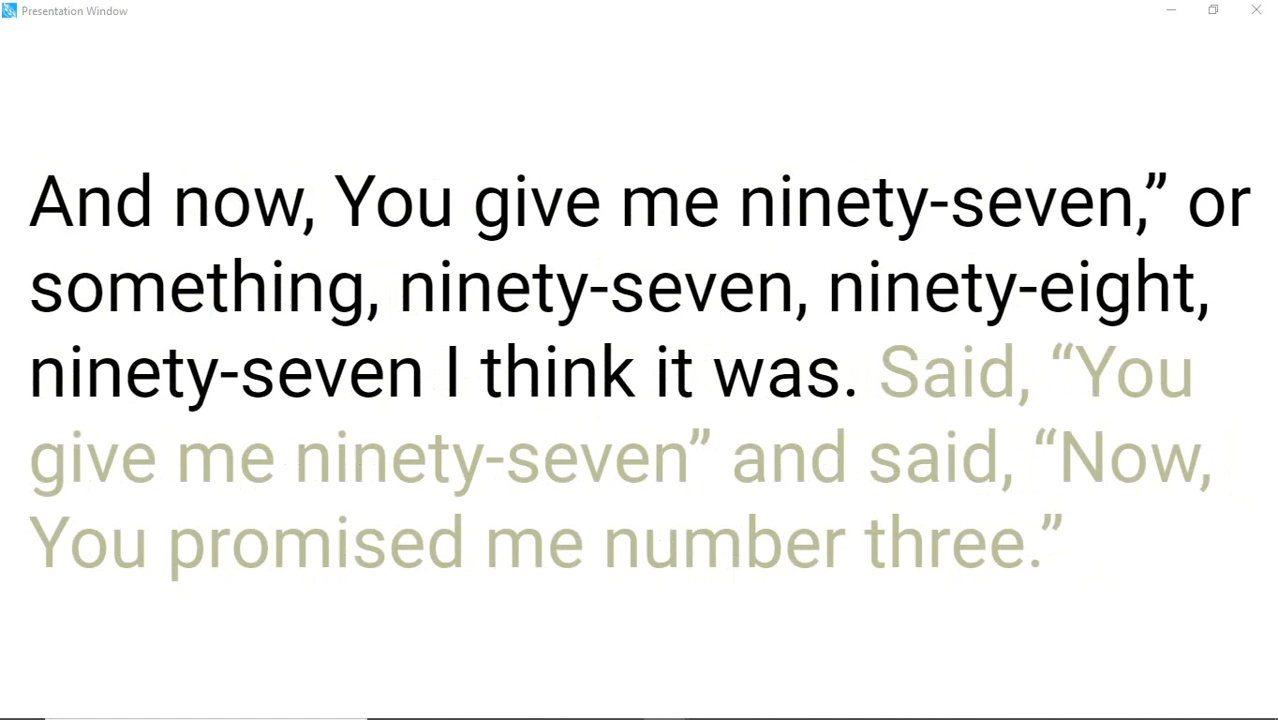 Presentation Window
And now, You give me ninety-seven,” or
something, ninety-seven, ninety-eight,
ninety-seven I think it was. Said, “You
give me ninety-seven” and said, “Now,
You promised me number three.”